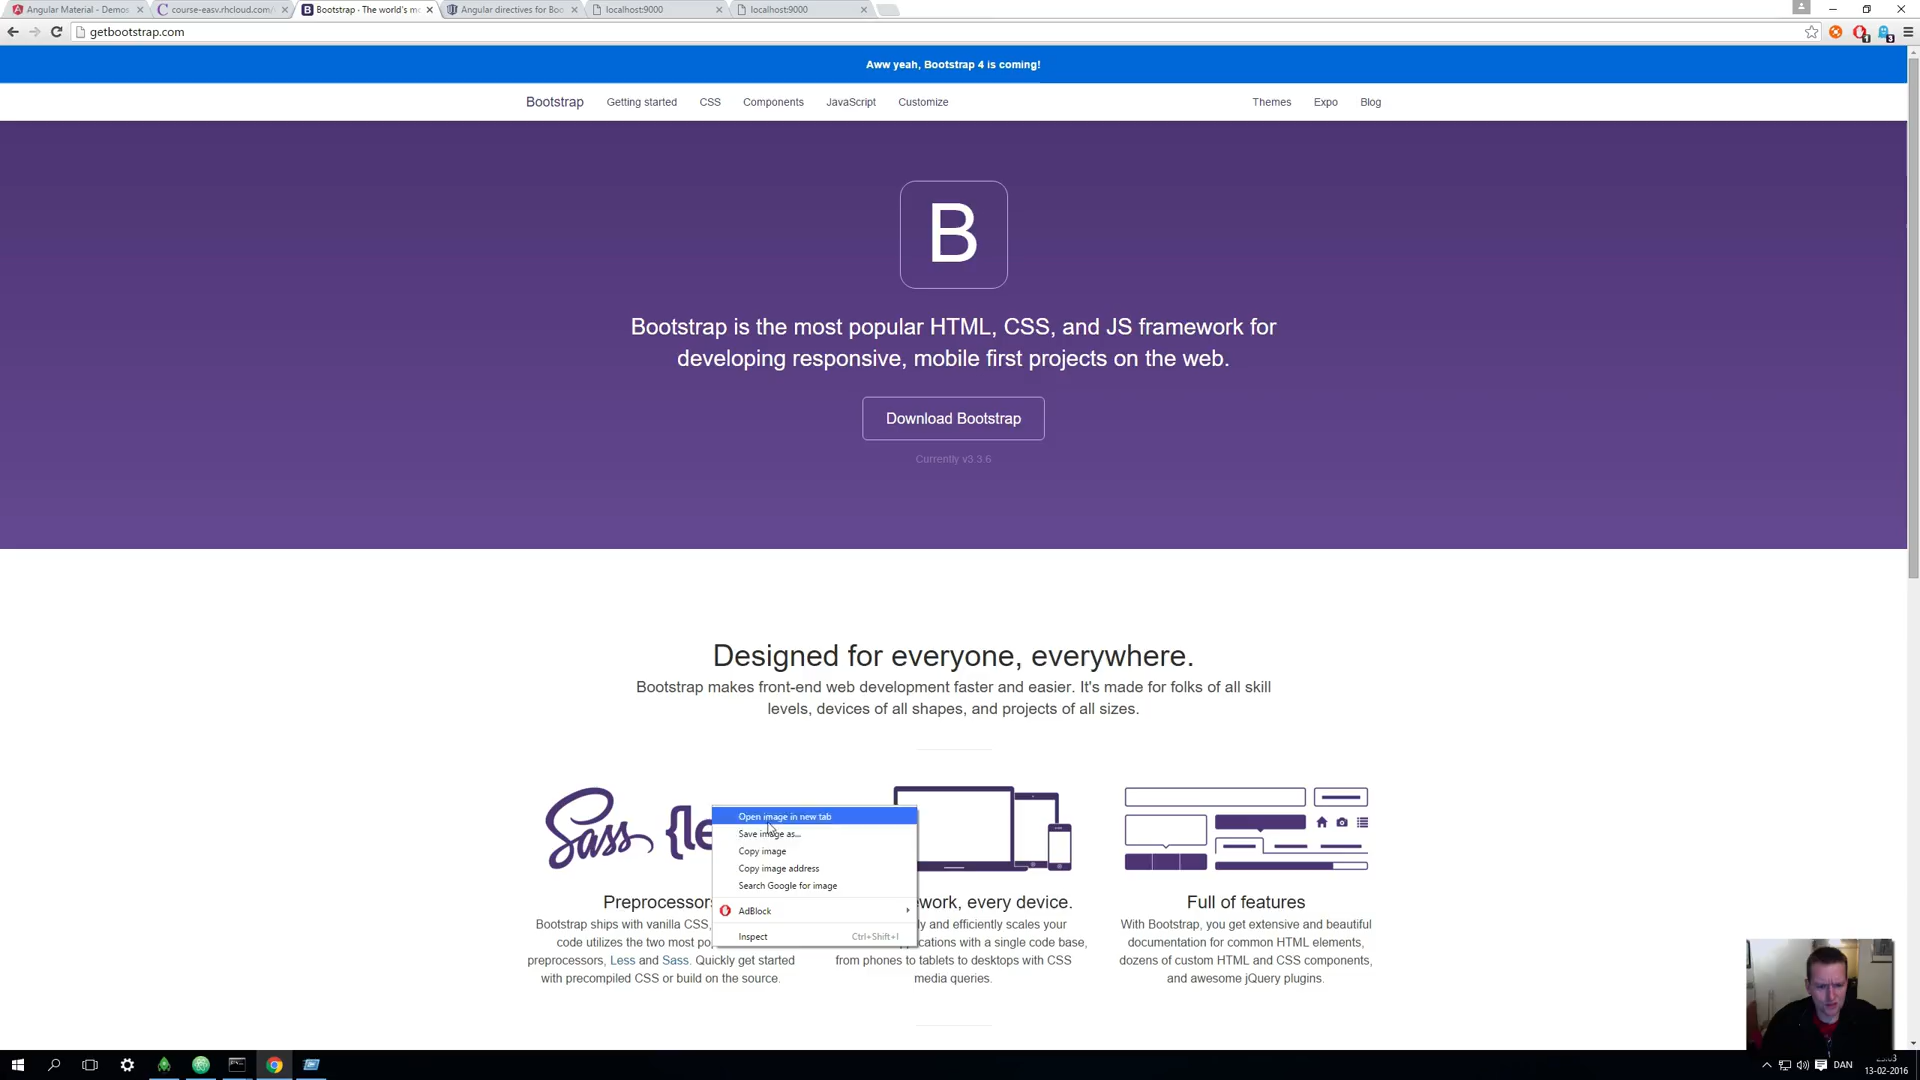 Angular Material - Demos
course-easv.rhcloud.com/
Bootstrap · The world's mo
Angular directives for Boo
localhost:9000
localhost:9000
getbootstrap.com
Aww yeah, Bootstrap 4 is coming!
Bootstrap Getting started CSS Components JavaScript Customize Themes Expo Blog
B
Bootstrap is the most popular HTML, CSS, and JS framework for
developing responsive, mobile first projects on the web.
Download Bootstrap
Currently v3.3.6
Designed for everyone, everywhere.
Bootstrap makes front-end web development faster and easier. It's made for folks of all skill
levels, devices of all shapes, and projects of all sizes.
Sass {le
Open image in new tab
Save image as...
Copy image
Copy image address
Search Google for image
AdBlock
Inspect Ctrl+Shift+I
Preprocessors
Bootstrap ships with vanilla CSS,
code utilizes the two most po
preprocessors, Less and Sass. Quickly get started
with precompiled CSS or build on the source.
work, every device.
y and efficiently scales your
plications with a single code base,
from phones to tablets to desktops with CSS
media queries.
Full of features
With Bootstrap, you get extensive and beautiful
documentation for common HTML elements,
dozens of custom HTML and CSS components,
and awesome jQuery plugins.
DAN
13-02-2016